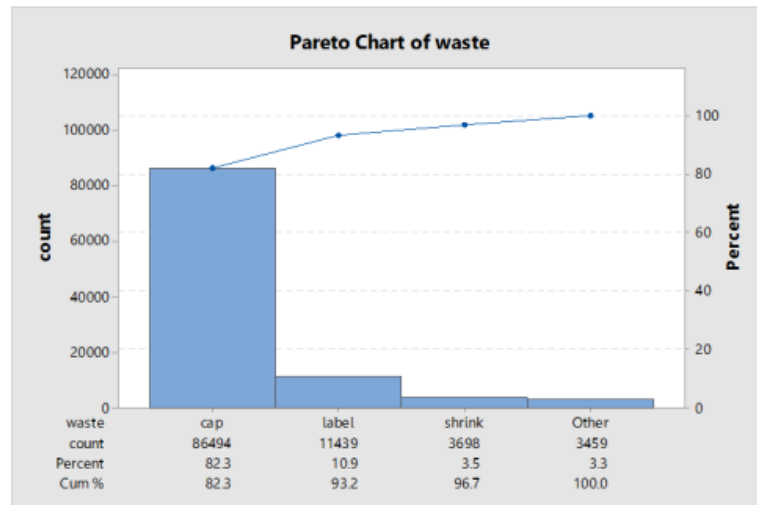 Pareto Chart of waste
120000
100000
80000
60000
40000
20000
0
count
100
80
60
40
20
0
Percent
waste cap label shrink Other
count 86494 11439 3698 3459
Percent 82.3 10.9 3.5 3.3
Cum % 82.3 93.2 96.7 100.0